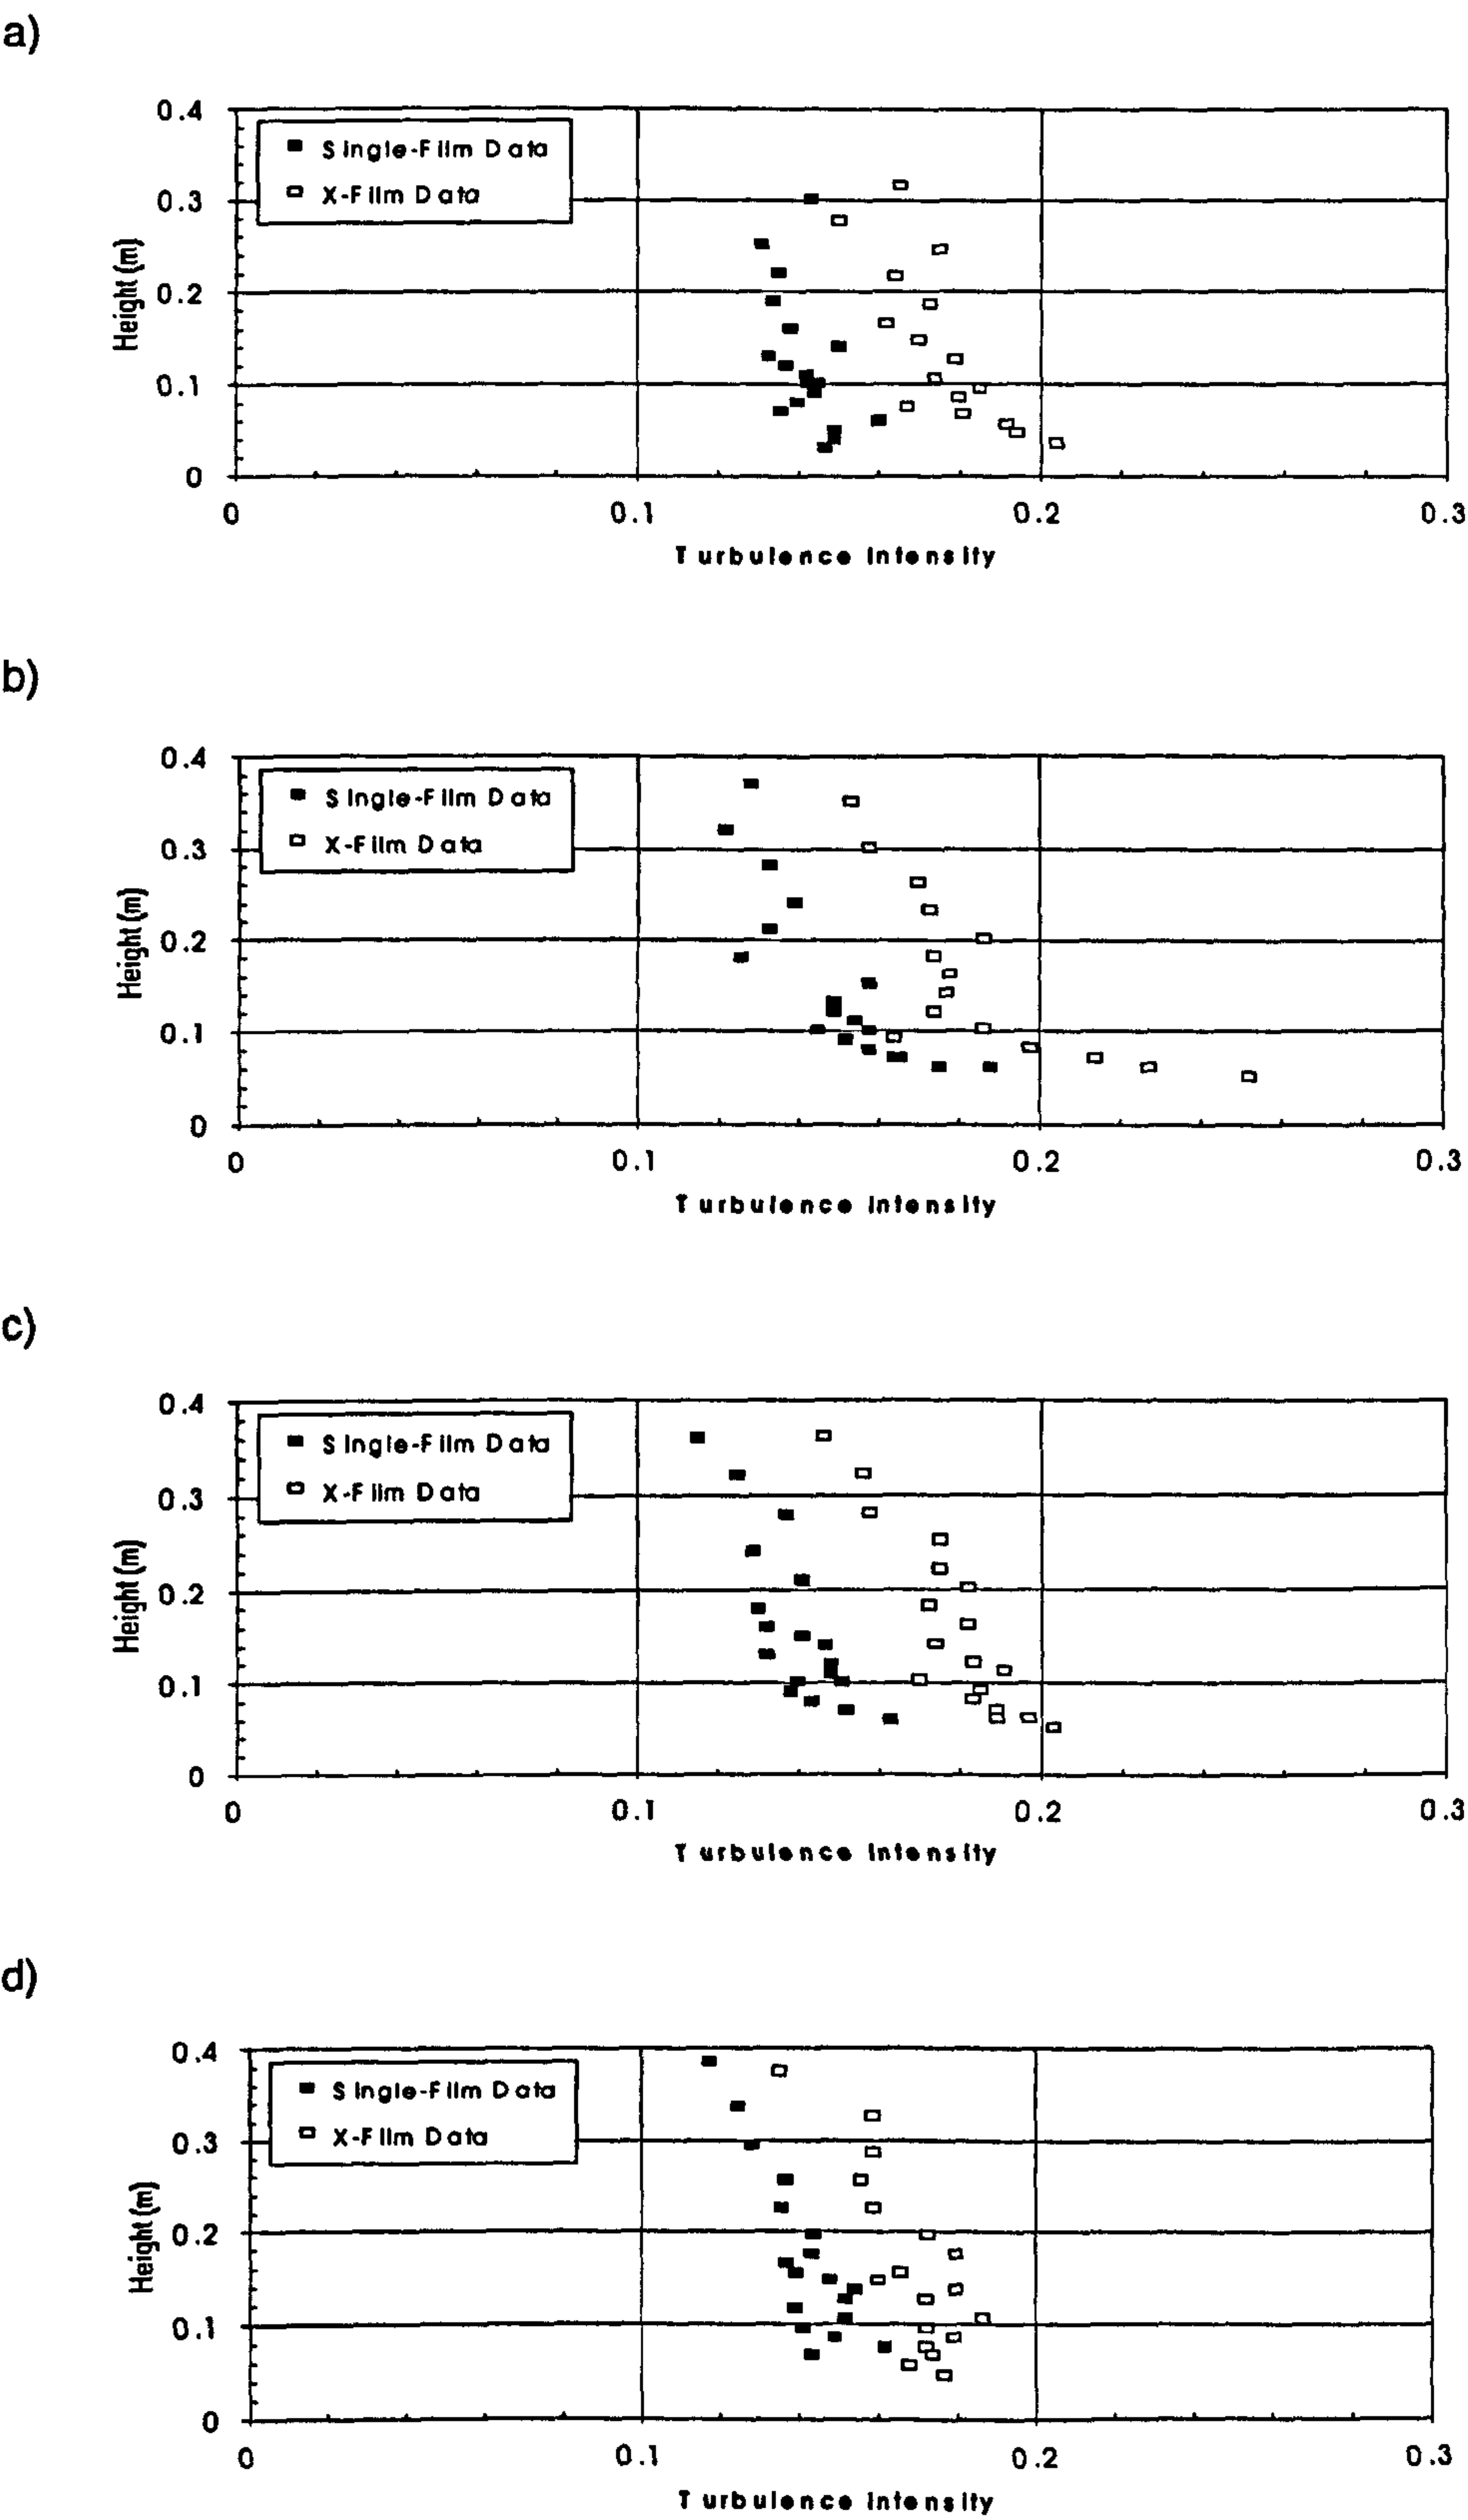 a)
0.4
0.3
0.2
0.1
0
Height (m)
Single-Film Data
X-Film Data
0 0.1 0.2 0.3
Turbulence Intensity
b)
0.4
0.3
0.2
0.1
0
Height (m)
Single-Film Data
X-Film Data
0 0.1 0.2 0.3
Turbulence Intensity
c)
0.4
0.3
0.2
0.1
0
Height (m)
Single-Film Data
X-Film Data
0 0.1 0.2 0.3
Turbulence Intensity
d)
0.4
0.3
0.2
0.1
0
Height (m)
Single-Film Data
X-Film Data
0 0.1 0.2 0.3
Turbulence Intensity